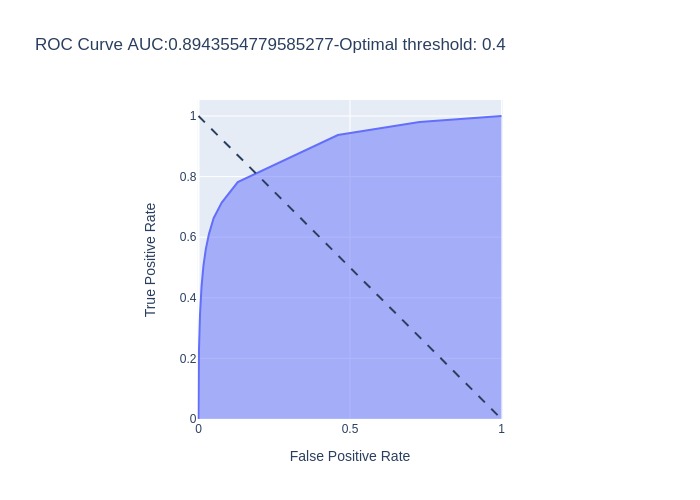 ROC Curve AUC:0.8943554779585277-Optimal threshold: 0.4
1
0.8
0.6
0.4
0.2
0
True Positive Rate
0 0.5 1
False Positive Rate